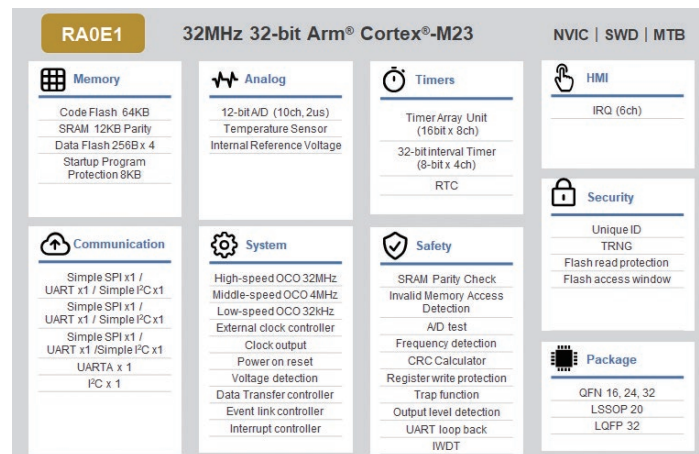 RA0E1
32MHz 32-bit Arm® Cortex®-M23
NVIC | SWD | MTB
Memory
Code Flash 64KB
SRAM 12KB Parity
Data Flash 256B x 4
Startup Program
Protection 8KB
Analog
12-bit A/D (10ch, 2us)
Temperature Sensor
Internal Reference Voltage
Timers
Timer Array Unit
(16bit x 8ch)
32-bit interval Timer
(8-bit x 4ch)
RTC
HMI
IRQ (6ch)
Security
Unique ID
TRNG
Flash read protection
Flash access window
Communication
Simple SPI x1 /
UART x1 / Simple I²C x1
Simple SPI x1 /
UART x1 / Simple I²C x1
Simple SPI x1 /
UART x1 /Simple I²C x1
UARTA x 1
I²C x 1
System
High-speed OCO 32MHz
Middle-speed OCO 4MHz
Low-speed OCO 32kHz
External clock controller
Clock output
Power on reset
Voltage detection
Data Transfer controller
Event link controller
Interrupt controller
Safety
SRAM Parity Check
Invalid Memory Access
Detection
A/D test
Frequency detection
CRC Calculator
Register write protection
Trap function
Output level detection
UART loop back
IWDT
Package
QFN 16, 24, 32
LSSOP 20
LQFP 32